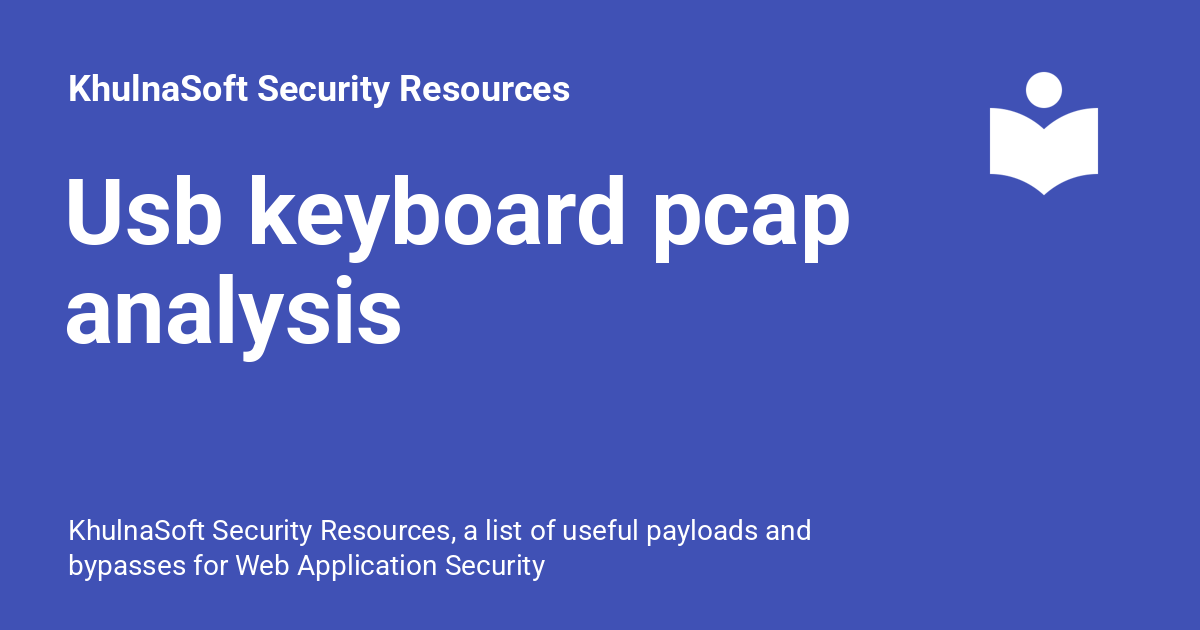 KhulnaSoft Security Resources
Usb keyboard pcap
analysis
KhulnaSoft Security Resources, a list of useful payloads and
bypasses for Web Application Security